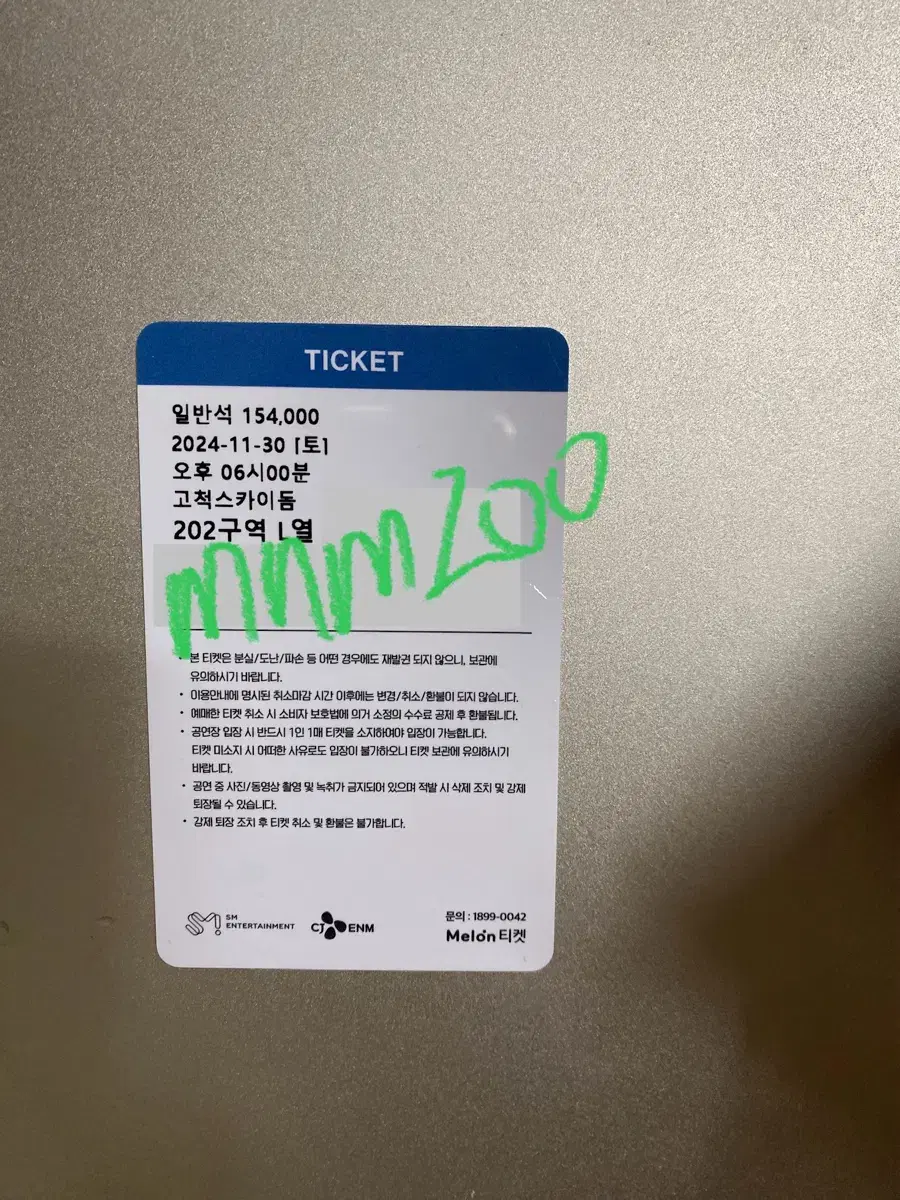 TICKET
일반석 154,000
2024-11-30 [토]
오후 06시00분
고척스카이돔
202구역 L열
mnmzoo
• 본 티켓은 분실/도난/파손 등 어떤 경우에도 재발권 되지 않으니, 보관에
유의하시기 바랍니다.
• 이용안내에 명시된 취소마감 시간 이후에는 변경/취소/환불이 되지 않습니다.
• 예매한 티켓 취소 시 소비자 보호법에 의거 소정의 수수료 공제 후 환불됩니다.
• 공연장 입장 시 반드시 1인 1매 티켓을 소지하여야 입장이 가능합니다.
티켓 미소지 시 어떠한 사유로도 입장이 불가하오니 티켓 보관에 유의하시기
바랍니다.
• 공연 중 사진/동영상 촬영 및 녹취가 금지되어 있으며 적발 시 삭제 조치 및 강제
퇴장될 수 있습니다.
• 강제 퇴장 조치 후 티켓 취소 및 환불은 불가합니다.
SM
ENTERTAINMENT
CJ ENM
문의 : 1899-0042
Melon 티켓